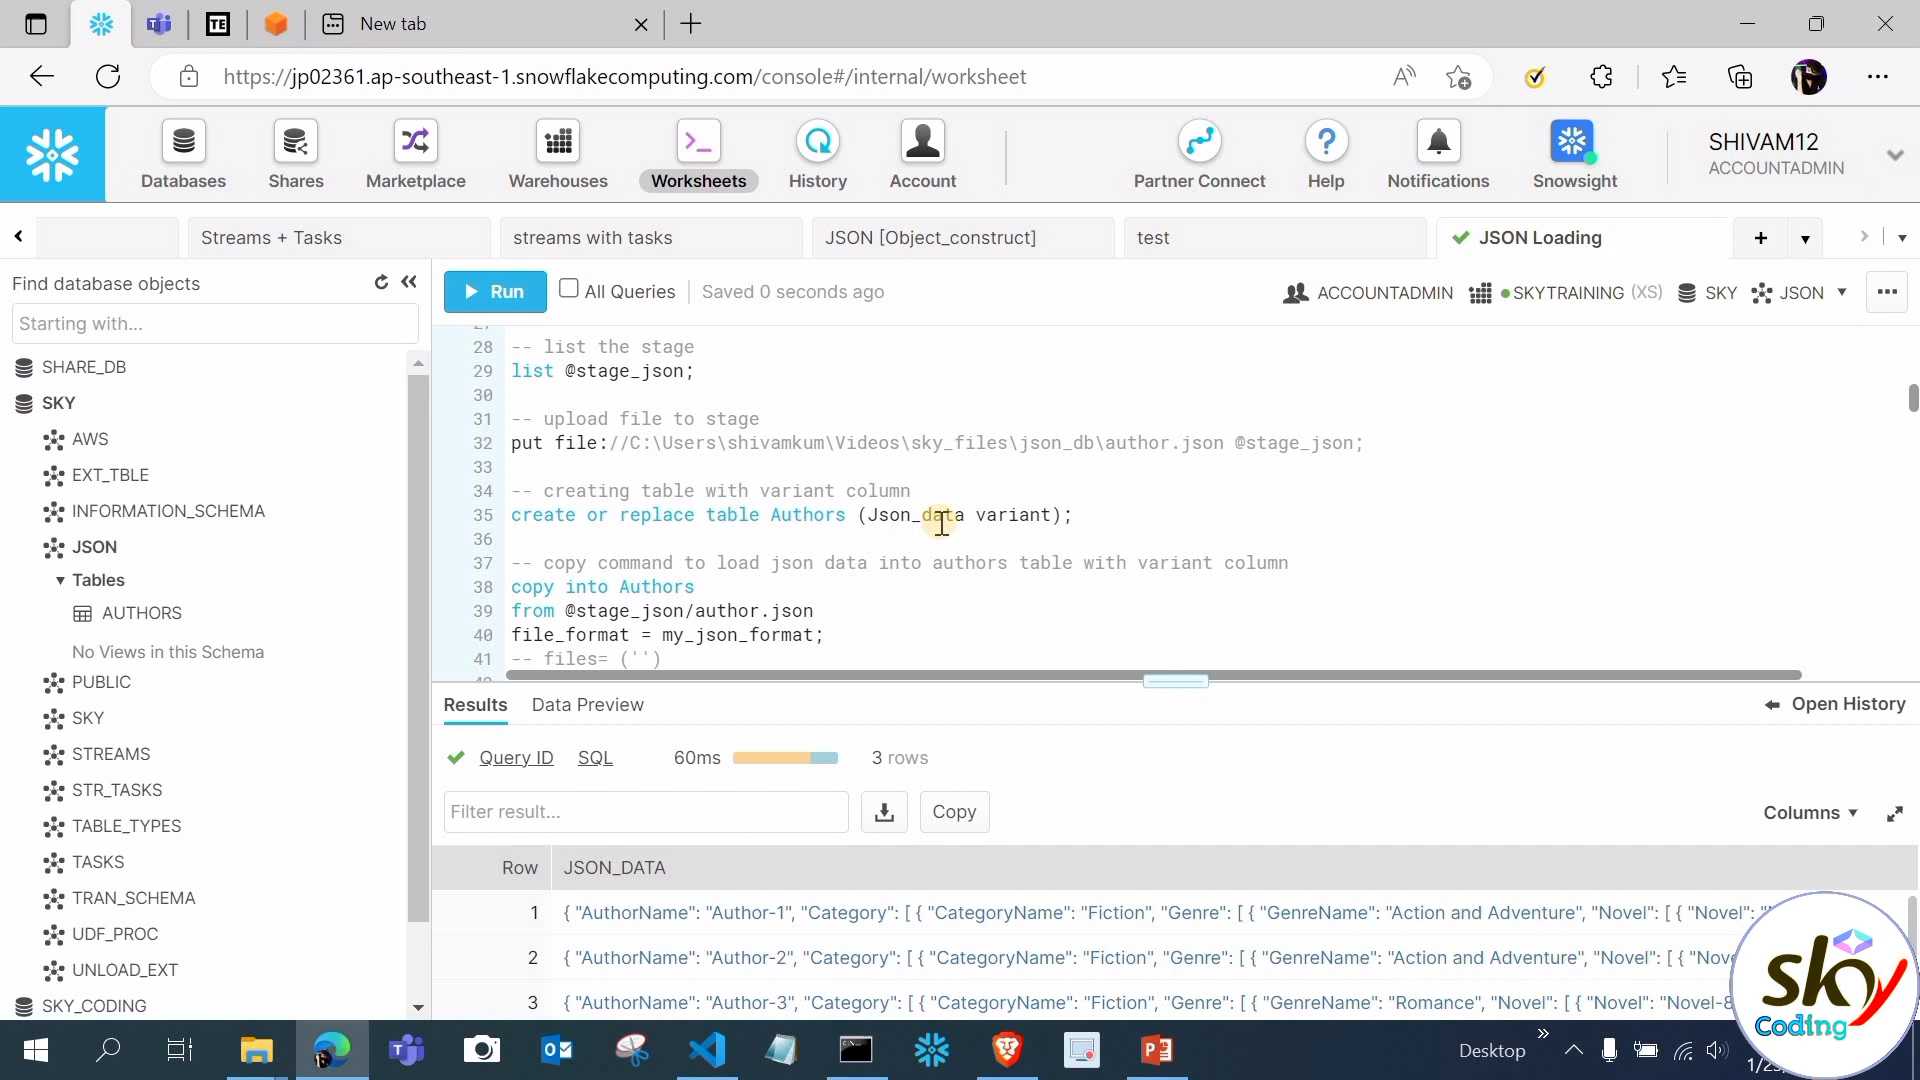 New tab
https://jp02361.ap-southeast-1.snowflakecomputing.com/console#/internal/worksheet
Databases
Shares
Marketplace
Warehouses
Worksheets
History
Account
Partner Connect
Help
Notifications
Snowsight
SHIVAM12
ACCOUNTADMIN
Streams + Tasks
streams with tasks
JSON [Object_construct]
test
JSON Loading
Find database objects
Starting with...
SHARE_DB
SKY
AWS
EXT_TBLE
INFORMATION_SCHEMA
JSON
Tables
AUTHORS
No Views in this Schema
PUBLIC
SKY
STREAMS
STR_TASKS
TABLE_TYPES
TASKS
TRAN_SCHEMA
UDF_PROC
UNLOAD_EXT
SKY_CODING
Run
All Queries
Saved 0 seconds ago
ACCOUNTADMIN
SKYTRAINING (XS)
SKY
JSON
28 -- list the stage
29 list @stage_json;
30
31 -- upload file to stage
32 put file://C:\Users\shivamkum\Videos\sky_files\json_db\author.json @stage_json;
33
34 -- creating table with variant column
35 create or replace table Authors (Json_data variant);
36
37 -- copy command to load json data into authors table with variant column
38 copy into Authors
39 from @stage_json/author.json
40 file_format = my_json_format;
41 -- files= ('')
Results
Data Preview
Open History
Query ID
SQL
60ms
3 rows
Filter result...
Copy
Columns
Row JSON_DATA
1 { "AuthorName": "Author-1", "Category": [ { "CategoryName": "Fiction", "Genre": [ { "GenreName": "Action and Adventure", "Novel": [ { "Novel":
2 { "AuthorName": "Author-2", "Category": [ { "CategoryName": "Fiction", "Genre": [ { "GenreName": "Action and Adventure", "Novel": [ {
3 { "AuthorName": "Author-3", "Category": [ { "CategoryName": "Fiction", "Genre": [ { "GenreName": "Romance", "Novel": [ { "Novel": "Novel-8
sky
Coding
TE
Desktop